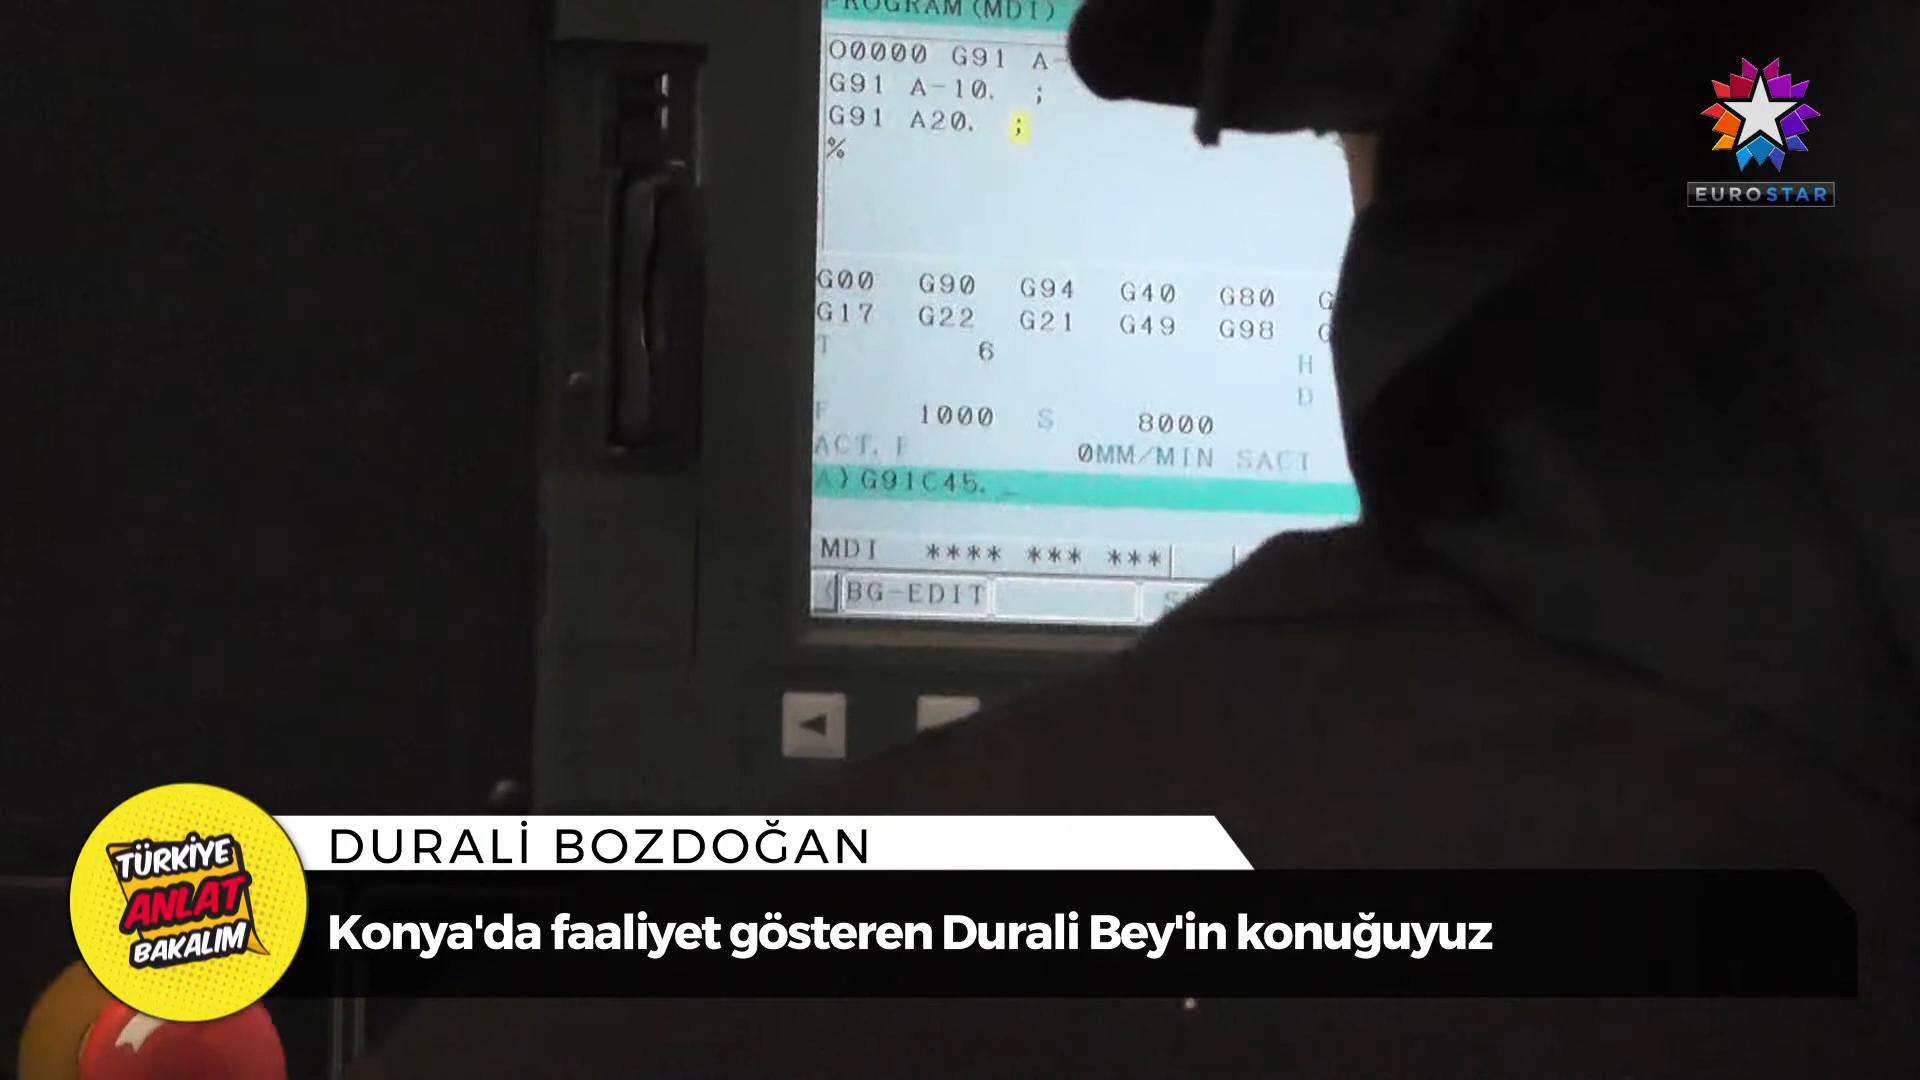 PROGRAM (MDI)
O0000 G91 A-
G91 A-10. ;
G91 A20. ;
%
G00 G90 G94 G40 G80 G
G17 G22 G21 G49 G98
T 6
H
D
F 1000 S 8000
ACT. F 0MM/MIN SACT
A)G91C45. _
MDI **** *** ***
BG-EDIT
EUROSTAR
TÜRKİYE
ANLAT
BAKALIM
DURALİ BOZDOĞAN
Konya'da faaliyet gösteren Durali Bey'in konuğuyuz